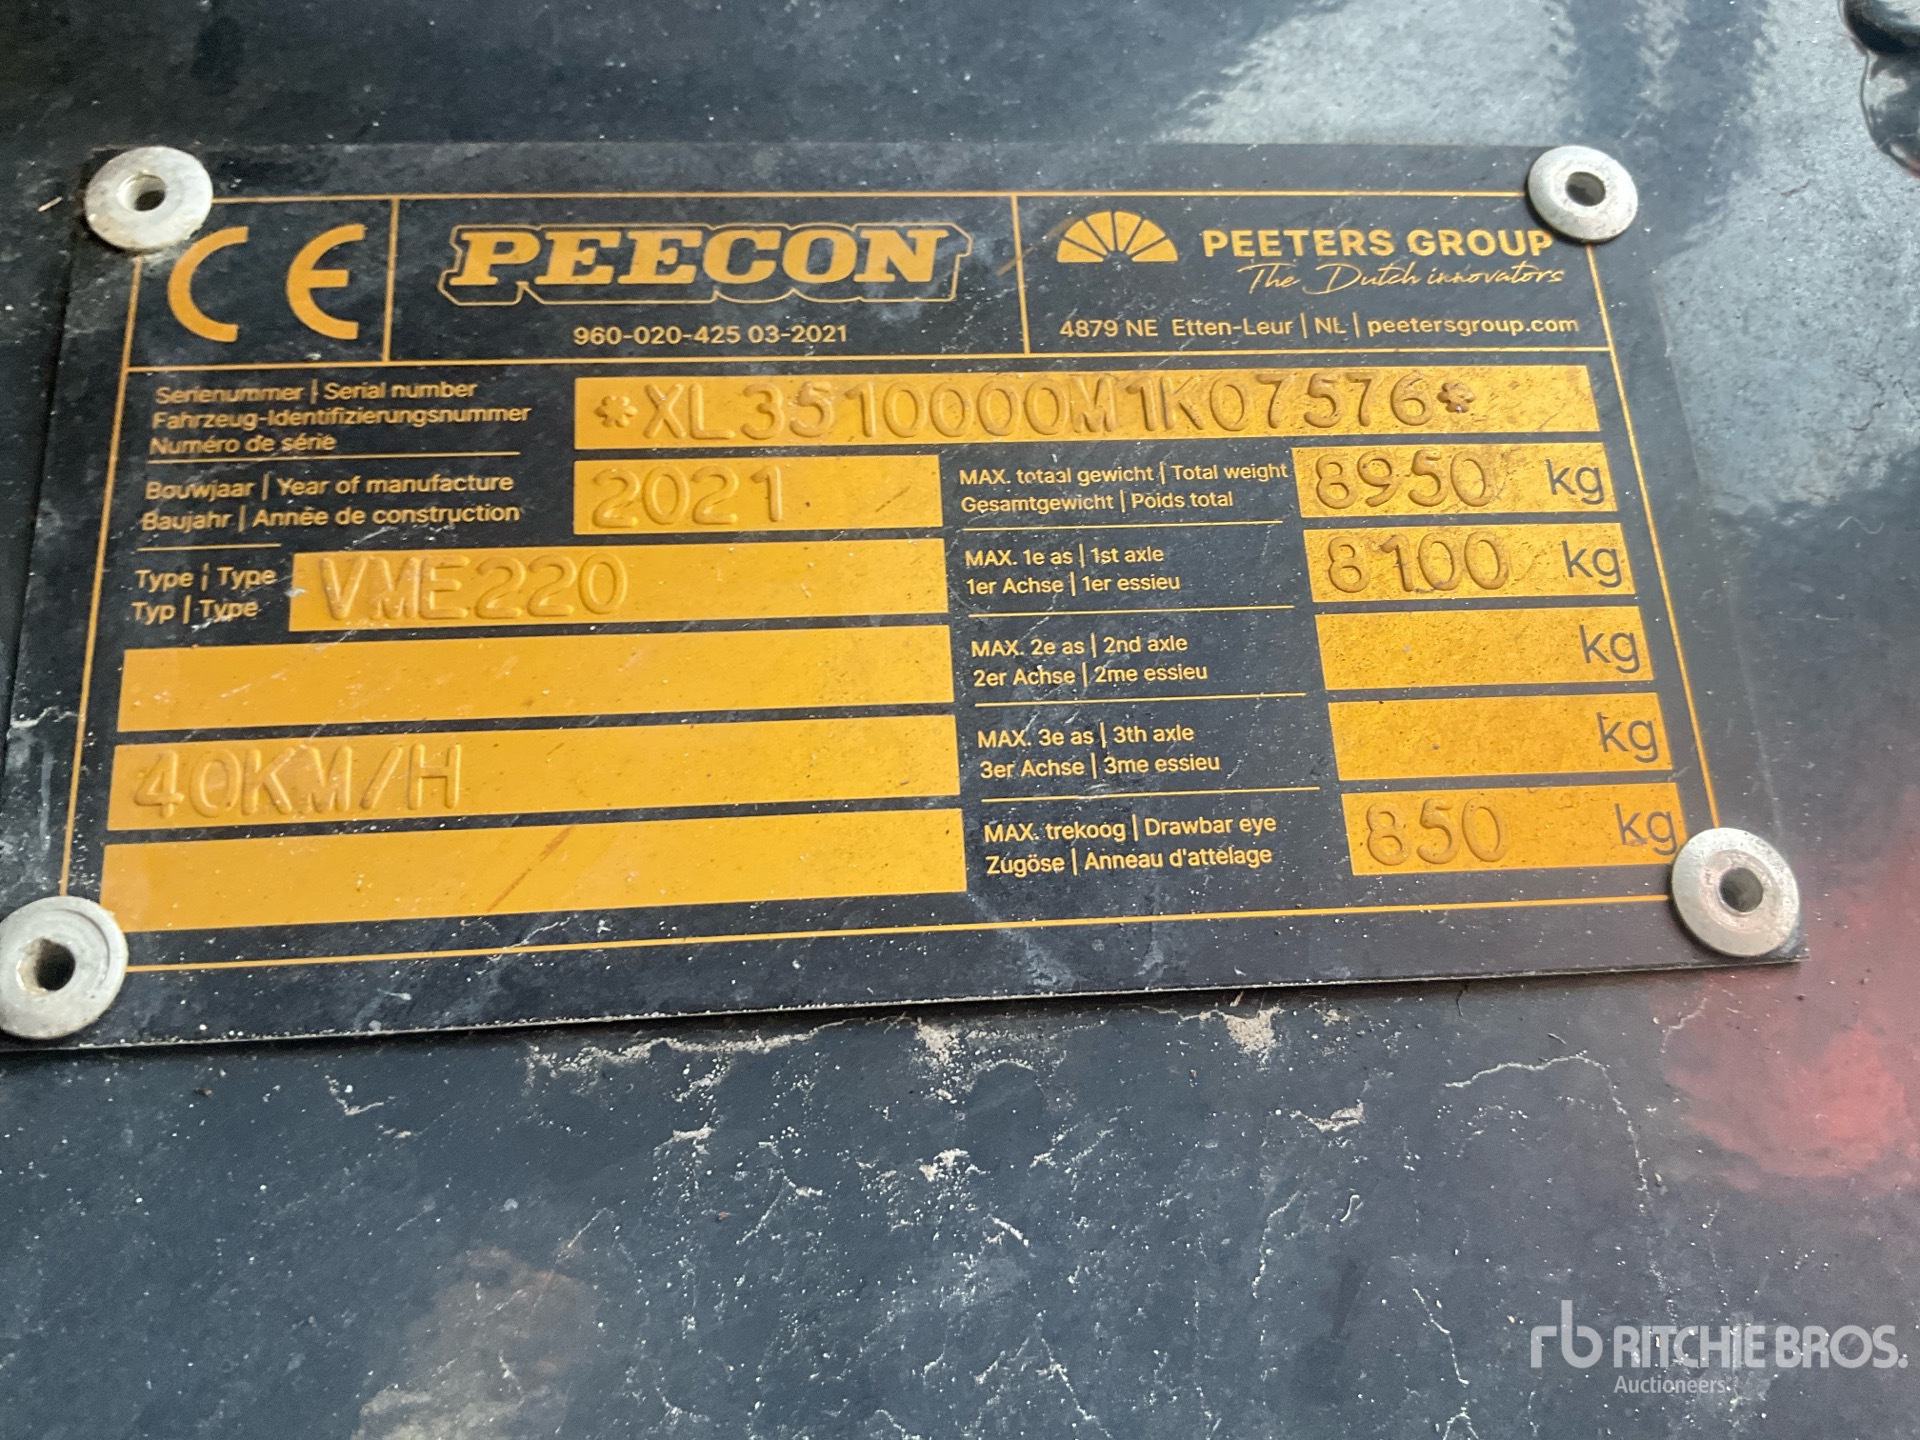 CE
PEECON
960-020-425 03-2021
PEETERS GROUP
The Dutch innovators
4879 NE Etten-Leur | NL | peetersgroup.com
Serienummer | Serial number
Fahrzeug-Identifizierungsnummer
Numéro de série
*XL3510000M1K07576*
Bouwjaar | Year of manufacture
Baujahr | Année de construction
2021
Type | Type
Typ | Type
VME220
40KM/H
MAX. totaal gewicht | Total weight
Gesamtgewicht | Poids total
8950 kg
MAX. 1e as | 1st axle
1er Achse | 1er essieu
8100 kg
MAX. 2e as | 2nd axle
2er Achse | 2me essieu
kg
MAX. 3e as | 3th axle
3er Achse | 3me essieu
kg
MAX. trekoog | Drawbar eye
Zugöse | Anneau d'attelage
850 kg
rb RITCHIE BROS.
Auctioneers